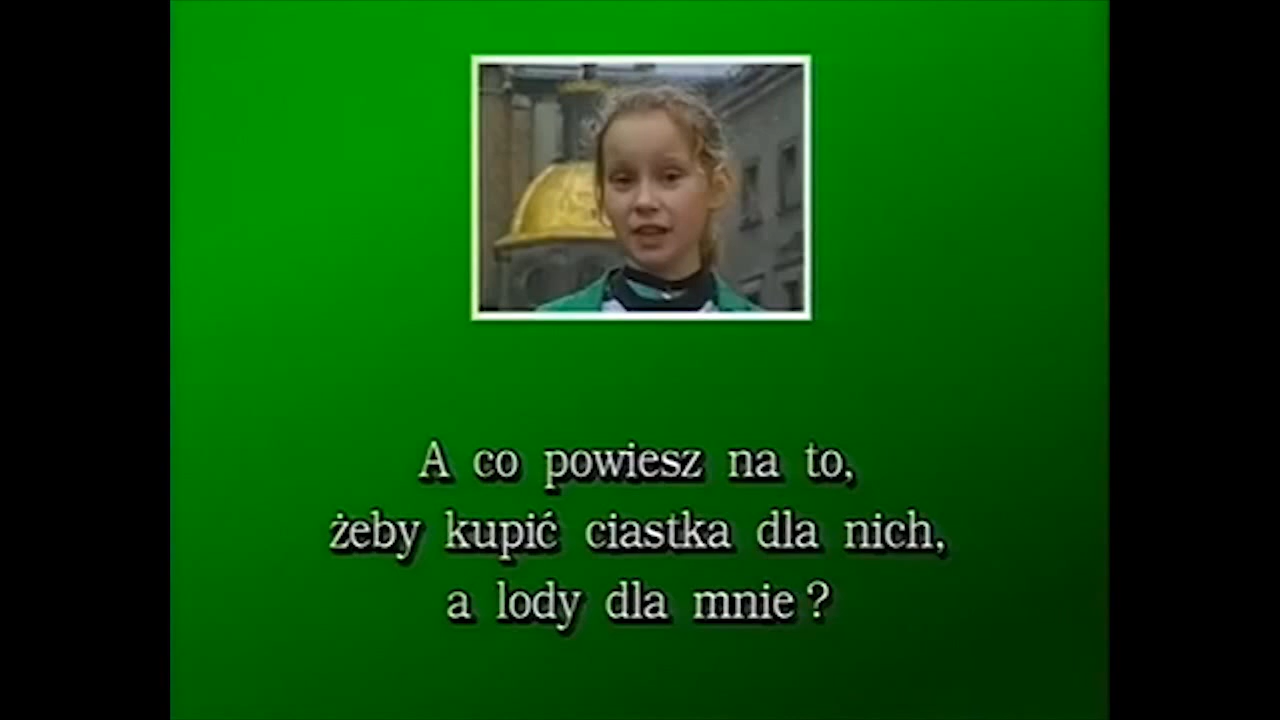 A co powiesz na to,
żeby kupić ciastka dla nich,
a lody dla mnie ?